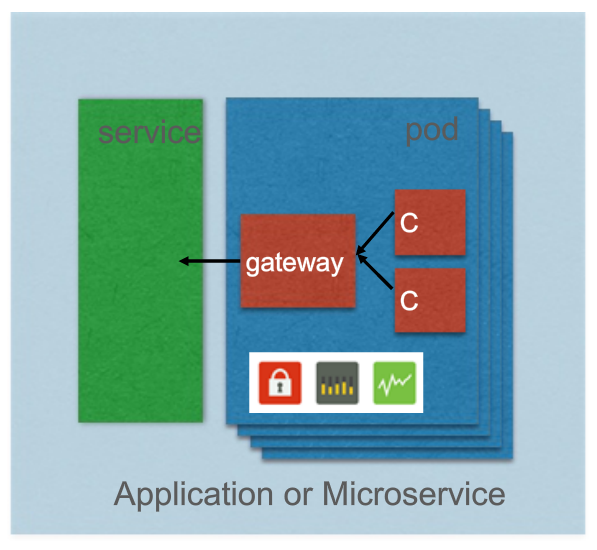 service
pod
C
gateway
C
Application or Microservice